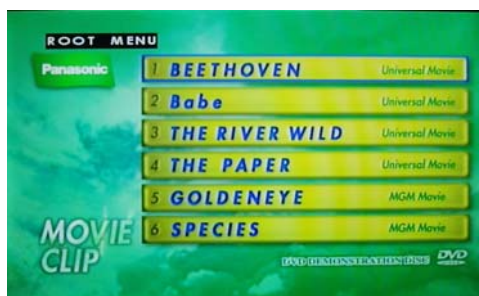 ROOT MENU
Panasonic
1 BEETHOVEN Universal Movie
2 Babe Universal Movie
3 THE RIVER WILD Universal Movie
4 THE PAPER Universal Movie
5 GOLDENEYE MGM Movie
6 SPECIES MGM Movie
MOVIE
CLIP
DVD DEMONSTRATION DISC DVD